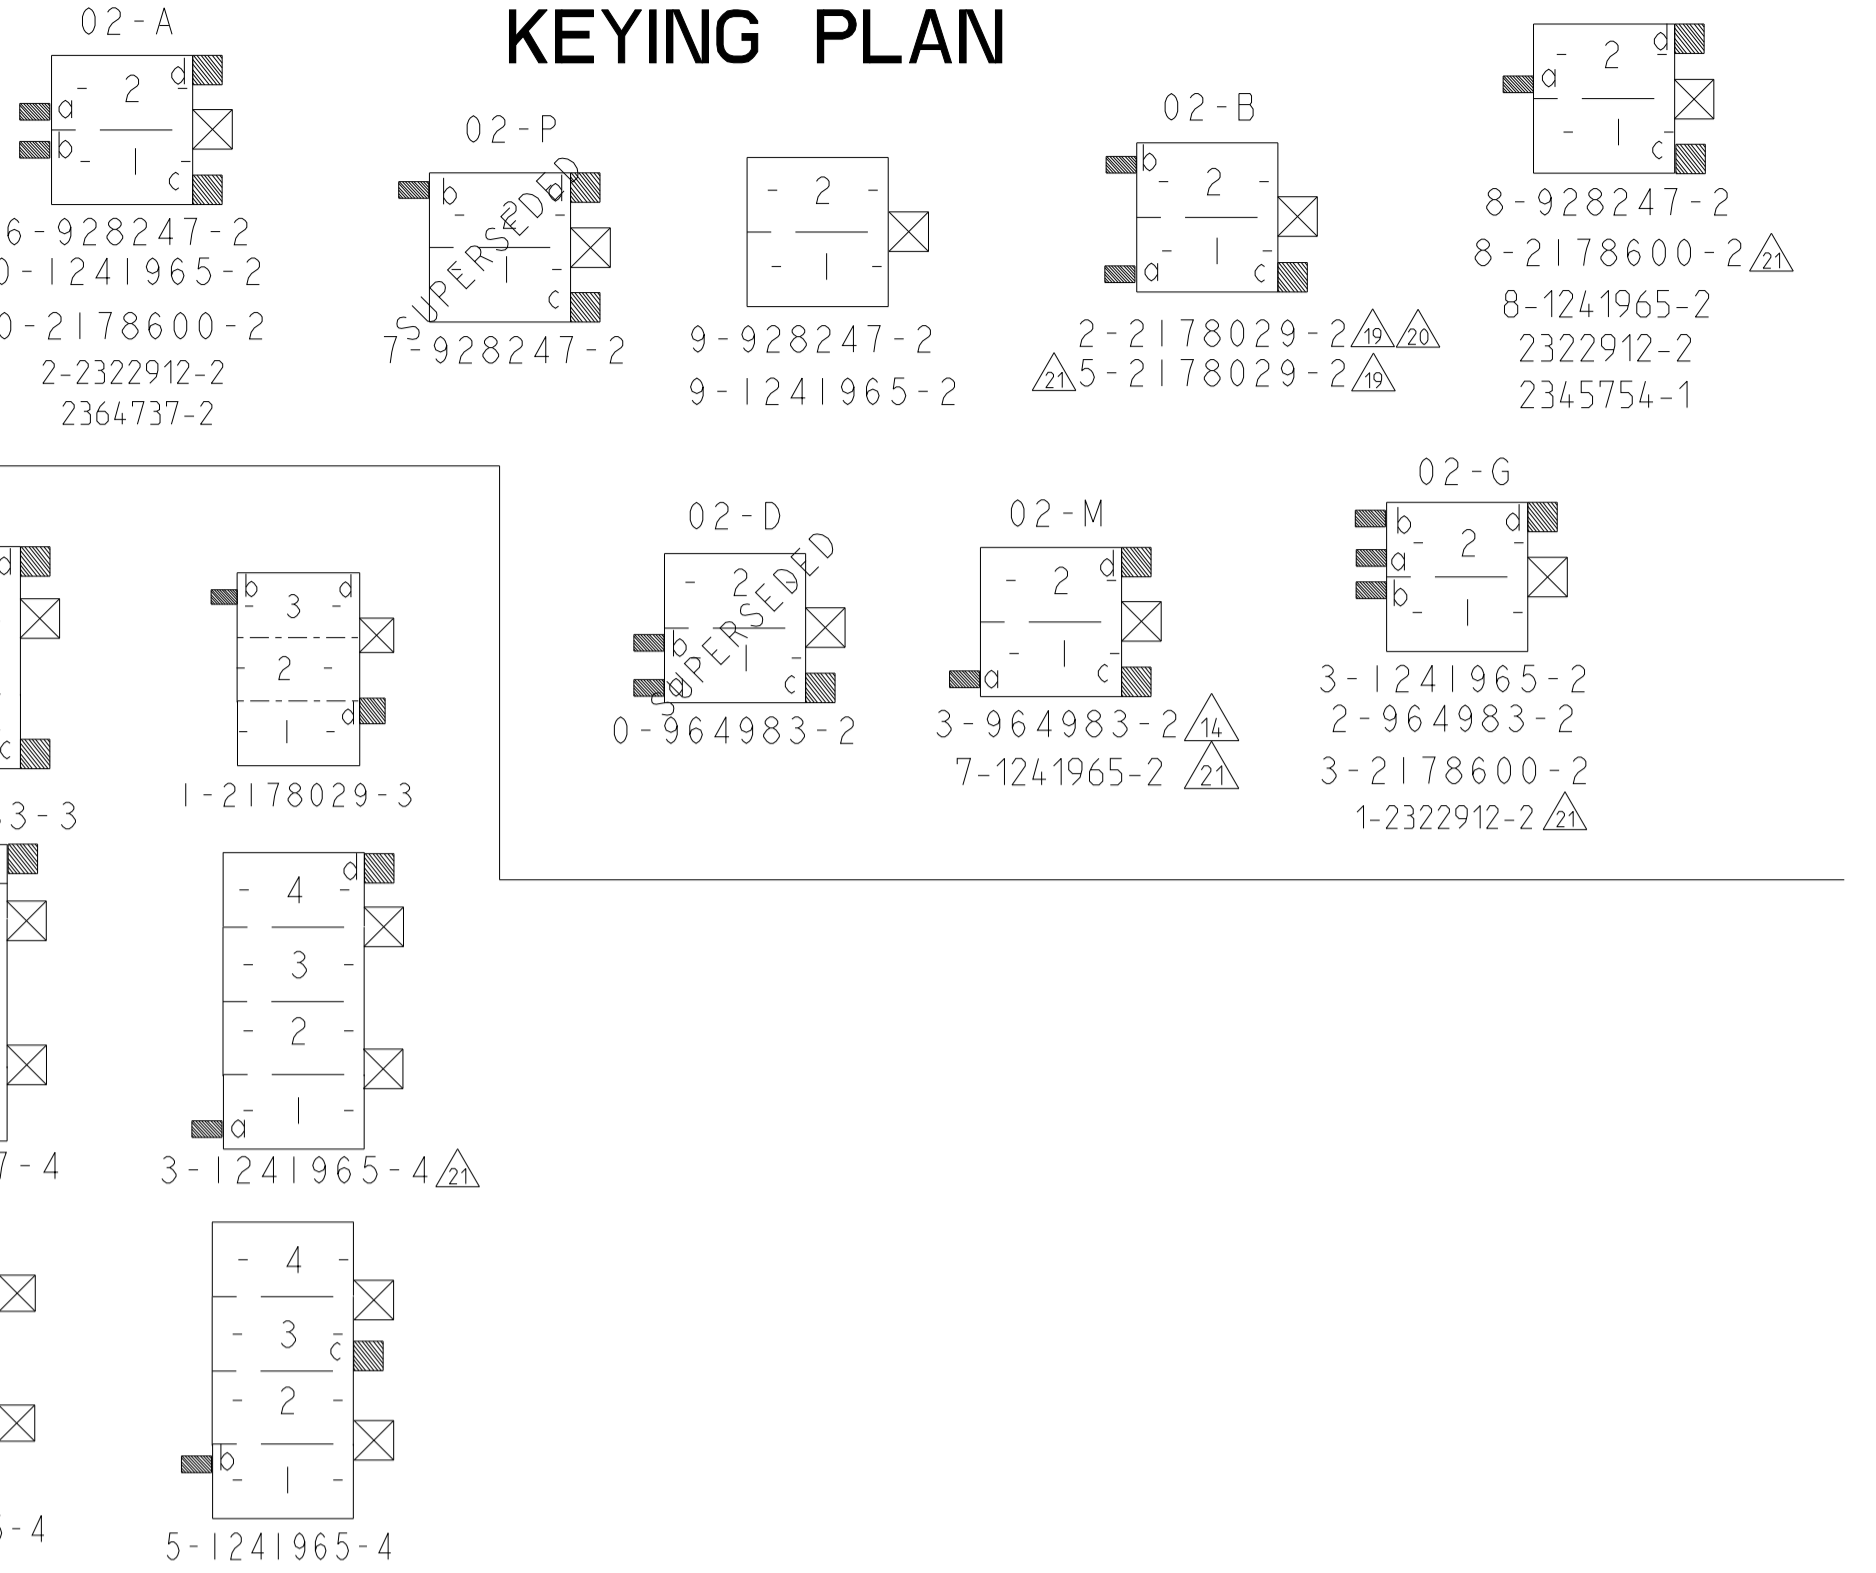 KEYING PLAN
02-A
d
2
a
b
1
c
6-928247-2
0-1241965-2
0-2178600-2
2-2322912-2
2364737-2
02-P
b
d
2
1
c
SUPERSEDED
7-928247-2
2
1
9-928247-2
9-1241965-2
02-B
b
2
1
a
c
2-2178029-2 19 20
21 5-2178029-2 19
d
2
a
1
c
8-928247-2
8-2178600-2 21
8-1241965-2
2322912-2
2345754-1
d
c
3-3
b
d
3
2
d
1
1-2178029-3
02-D
2
b
1
a
c
SUPERSEDED
0-964983-2
02-M
d
2
1
a
c
3-964983-2 14
7-1241965-2 21
02-G
b
d
2
a
b
1
3-1241965-2
2-964983-2
3-2178600-2
1-2322912-2 21
7-4
d
4
3
2
1
a
3-1241965-4 21
-4
4
3
c
2
b
1
5-1241965-4